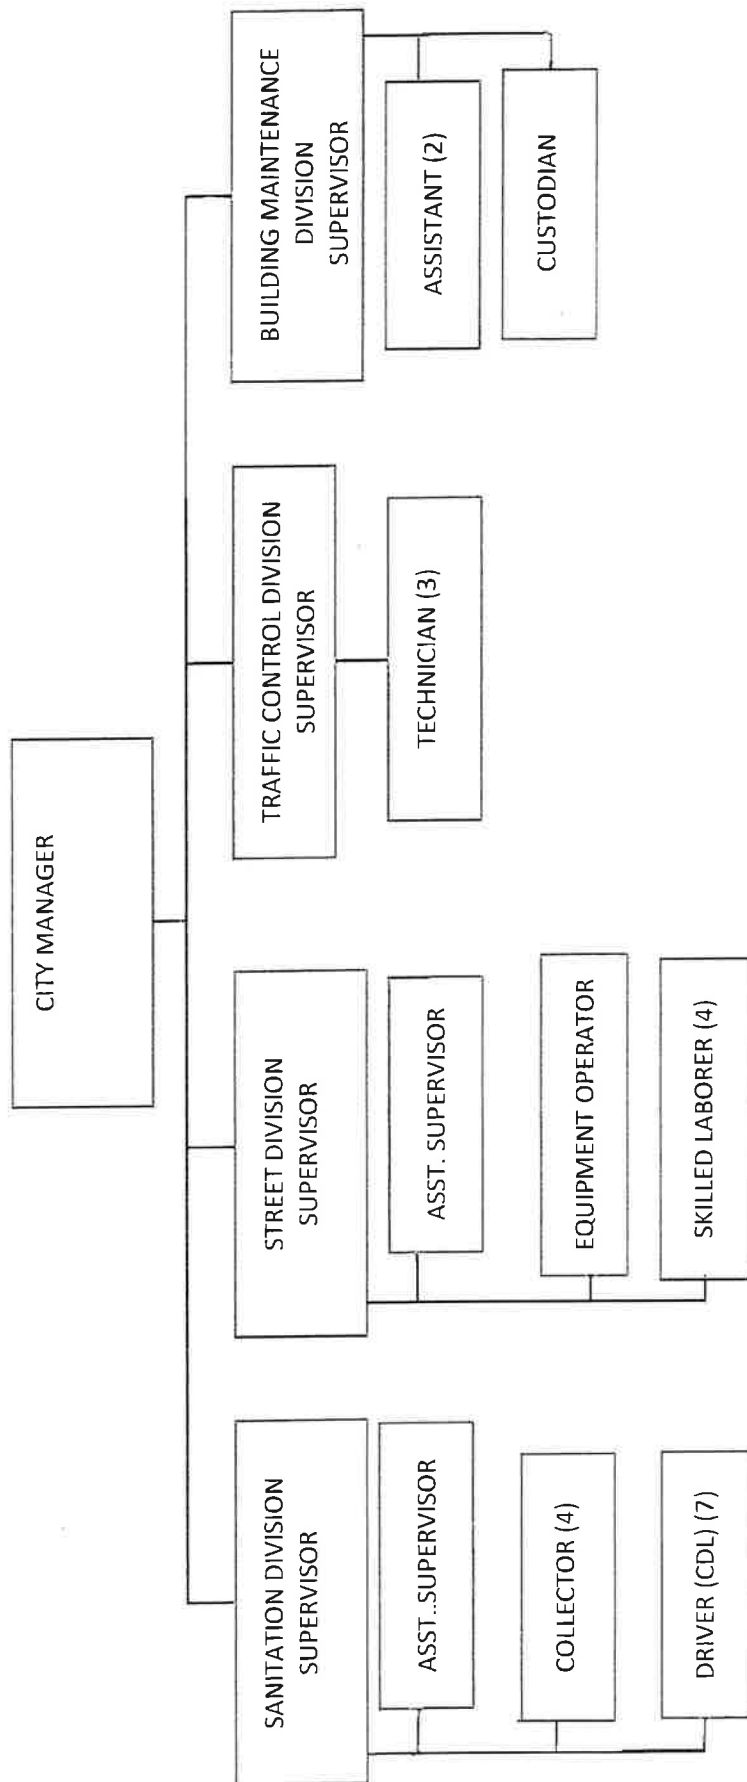 CITY MANAGER
SANITATION DIVISION
SUPERVISOR
ASST..SUPERVISOR
COLLECTOR (4)
DRIVER (CDL) (7)
STREET DIVISION
SUPERVISOR
ASST. SUPERVISOR
EQUIPMENT OPERATOR
SKILLED LABORER (4)
TRAFFIC CONTROL DIVISION
SUPERVISOR
TECHNICIAN (3)
BUILDING MAINTENANCE
DIVISION
SUPERVISOR
ASSISTANT (2)
CUSTODIAN